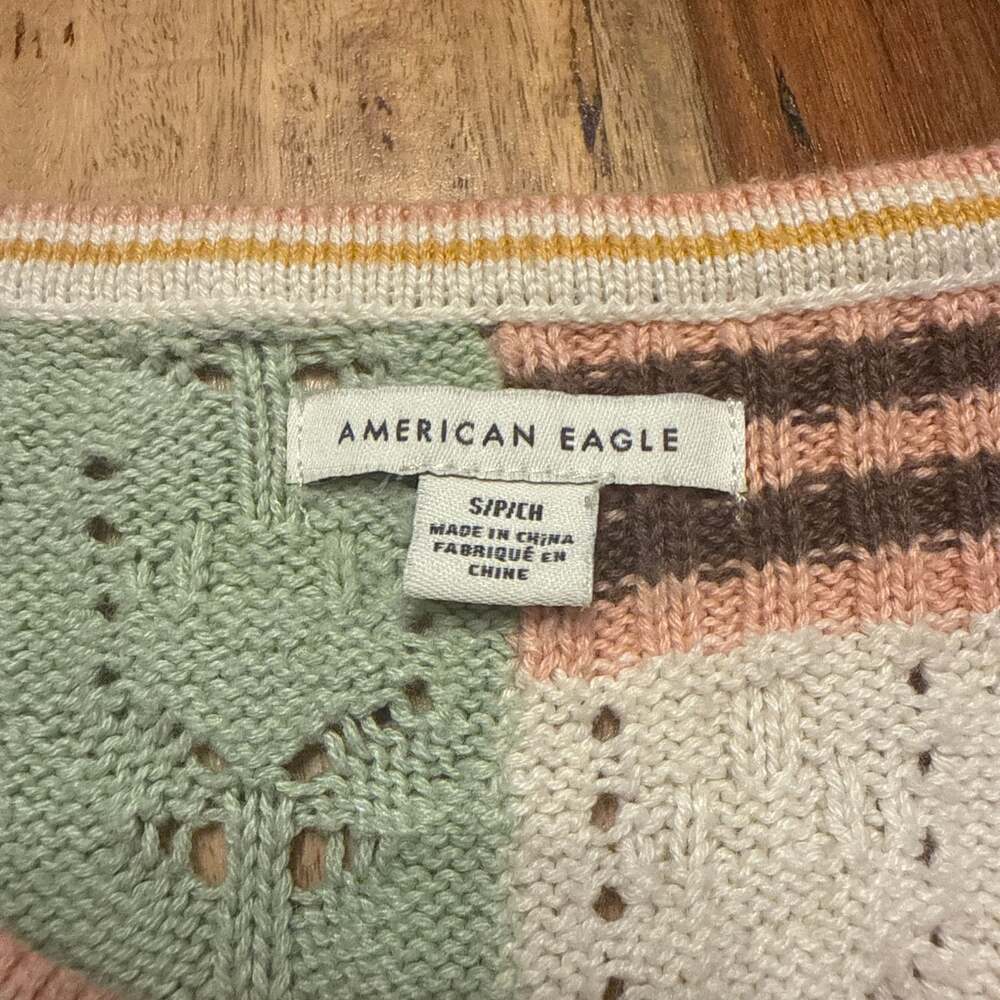 AMERICAN EAGLE
S/P/CH
MADE IN CHINA
FABRIQUÉ EN
CHINE